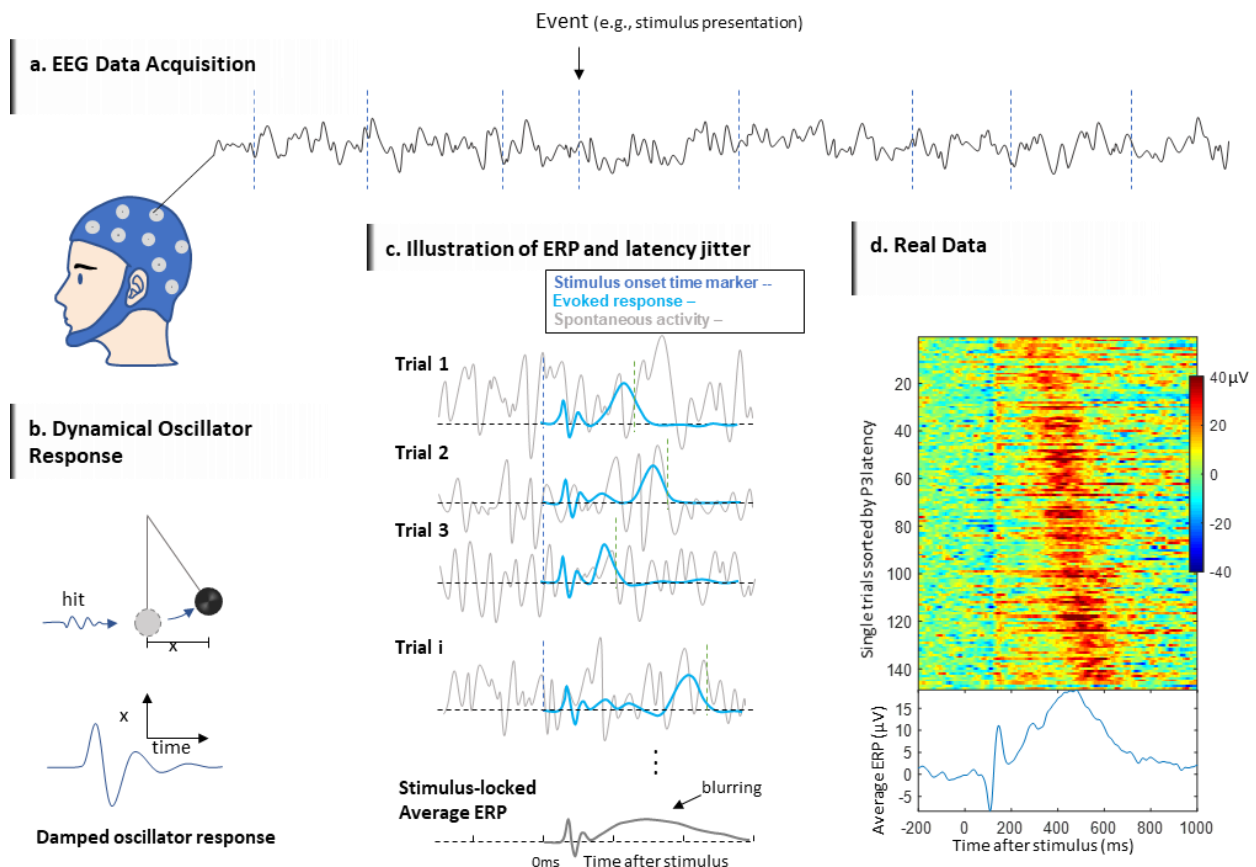 Event (e.g., stimulus presentation)
a. EEG Data Acquisition
b. Dynamical Oscillator
Response
hit
x
x
time
Damped oscillator response
c. Illustration of ERP and latency jitter
Stimulus onset time marker --
Evoked response –
Spontaneous activity –
Trial 1
Trial 2
Trial 3
Trial i
⋮
Stimulus-locked
Average ERP
blurring
0ms
Time after stimulus
d. Real Data
Single trials sorted by P3 latency
20
40
60
80
100
120
140
40 µV
20
0
-20
-40
Average ERP (µV)
15
10
5
0
-5
-200 0 200 400 600 800 1000
Time after stimulus (ms)